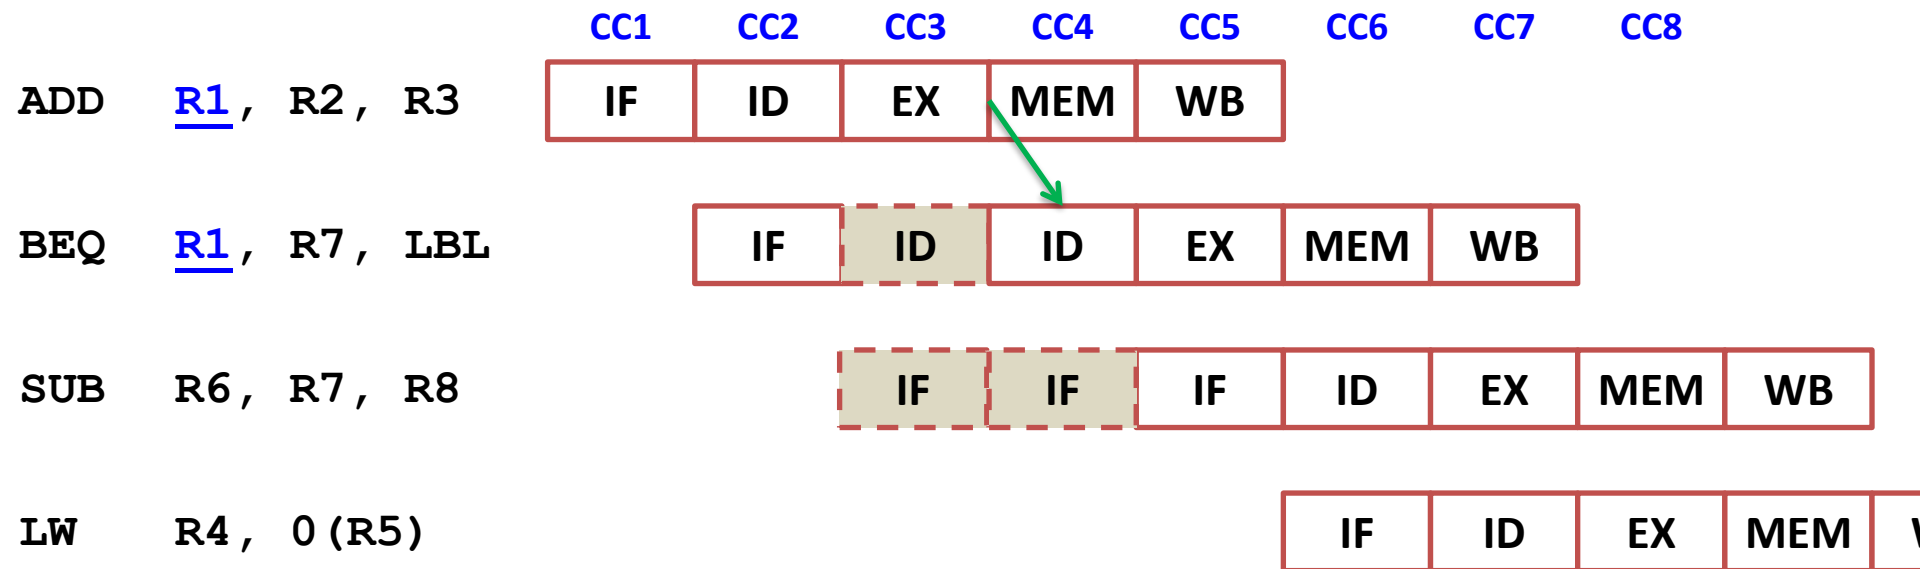 CC1 CC2 CC3 CC4 CC5 CC6 CC7 CC8
ADD R1, R2, R3 IF ID EX MEM WB
BEQ R1, R7, LBL IF ID ID EX MEM WB
SUB R6, R7, R8 IF IF IF ID EX MEM WB
LW R4, 0(R5) IF ID EX MEM